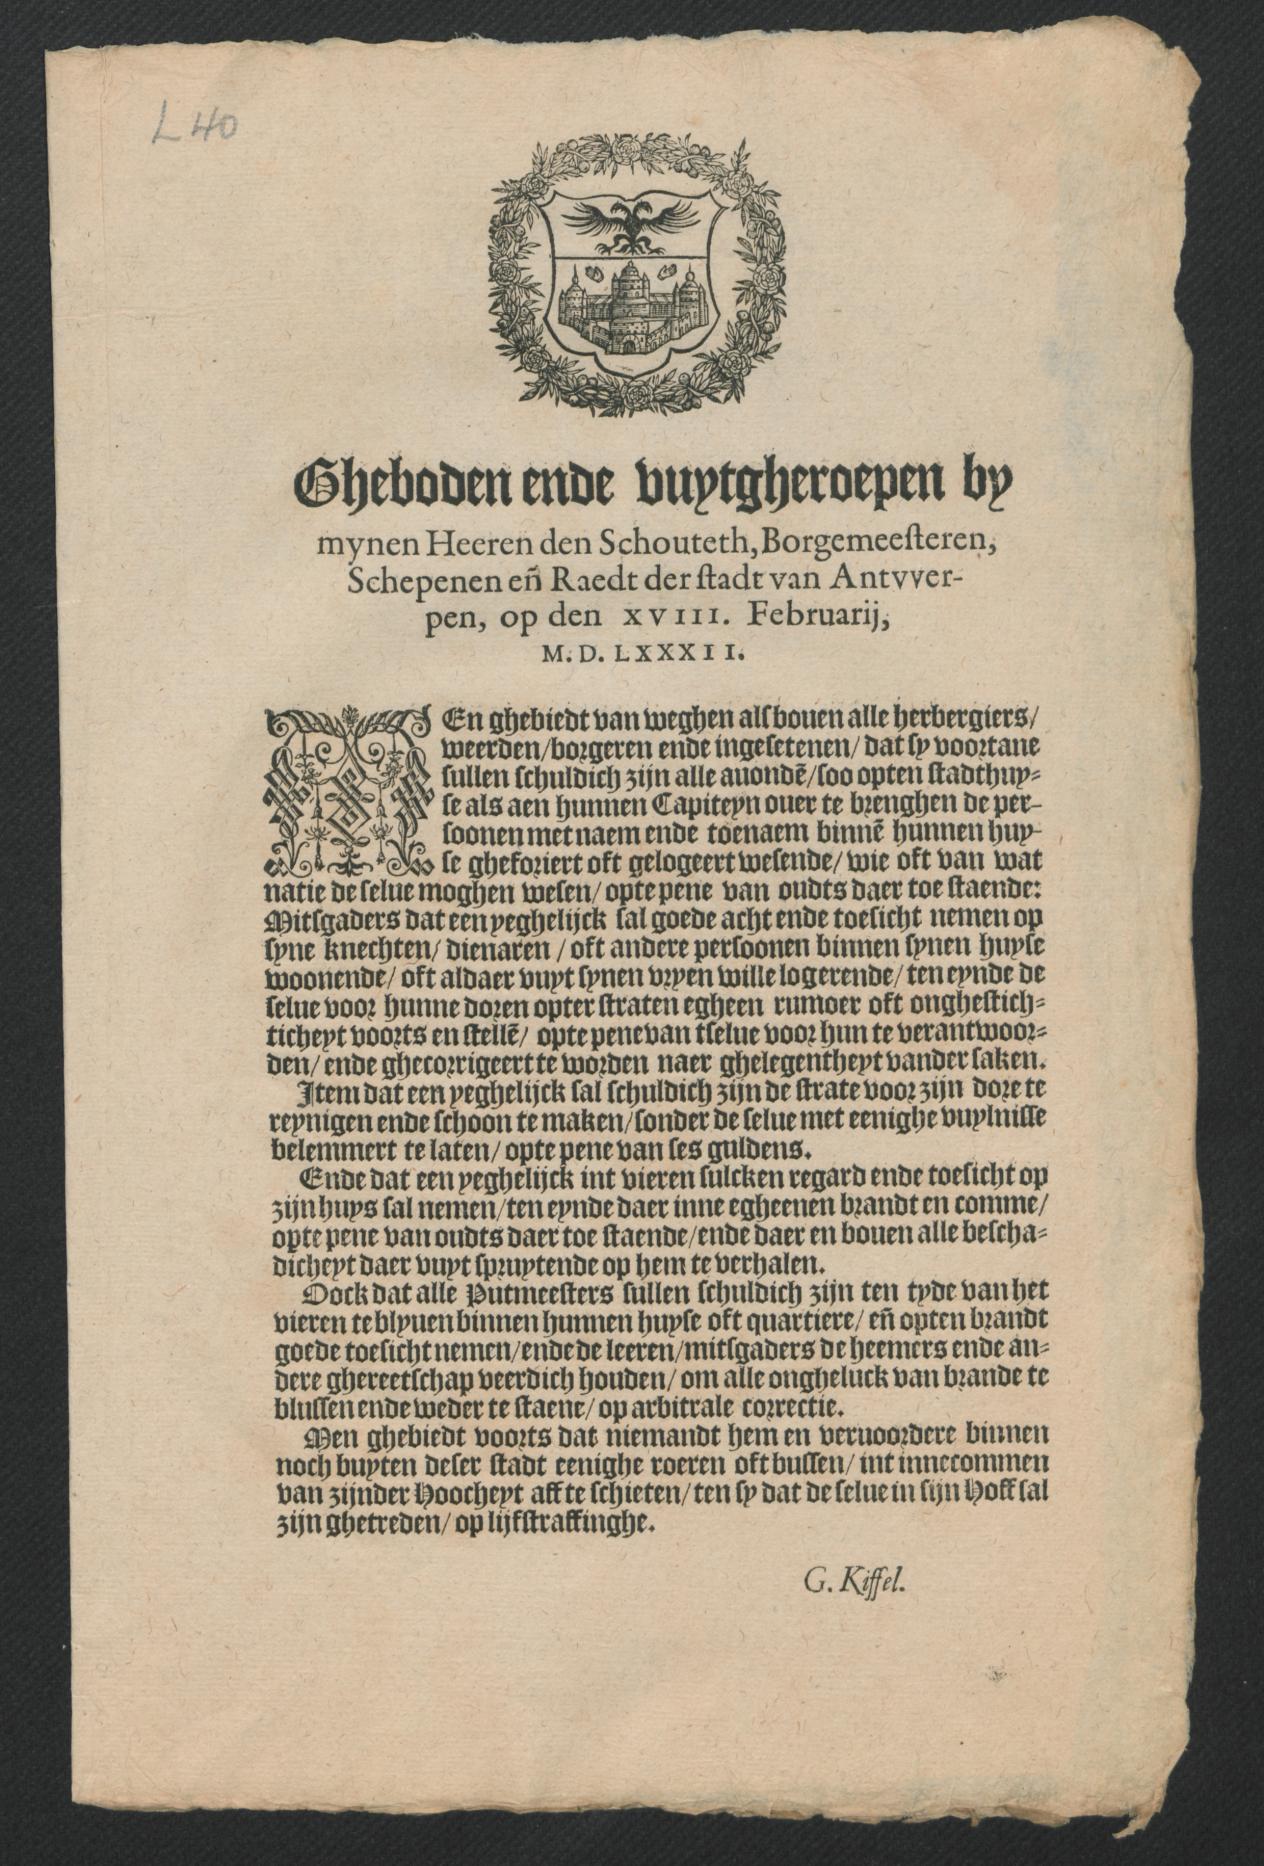 L 40
Gheboden ende vuytgheroepen by
mynen Heeren den Schouteth, Borgemeesteren,
Schepenen eñ Raedt der stadt van Antvver-
pen, op den XVIII. Februarij,
M. D. LXXXII.
MEn ghebiedt van weghen als bouen alle herbergiers/
weerden/borgeren ende ingesetenen/ dat sy voortane
sullen schuldich zijn alle auondē/soo opten stadthuy-
se als aen hunnen Capiteyn ouer te brenghen de per-
soonen met naem ende toenaem binnē hunnen huy-
se gheforiert oft gelogeert wesende/ wie oft van wat
natie de selue moghen wesen/ opte pene van oudts daer toe staende:
Mitsgaders dat een yeghelijck sal goede acht ende toesicht nemen op
syne knechten/ dienaren / oft andere persoonen binnen synen huyse
woonende/ oft aldaer vuyt synen vryen wille logerende/ ten eynde de
selue voor hunne doren opter straten egheen rumoer oft onghestich-
ticheyt voorts en stellē/ opte pene van tselue voor hun te verantwoor-
den/ ende ghecorrigeert te worden naer ghelegentheyt vander saken.
Item dat een yeghelijck sal schuldich zijn de strate voor zijn dore te
reynigen ende schoon te maken/sonder de selue met eenighe vuylnisse
belemmert te laten/ opte pene van ses guldens.
Ende dat een yeghelijck int vieren sulcken regard ende toesicht op
zijn huys sal nemen/ten eynde daer inne egheenen brandt en comme/
opte pene van oudts daer toe staende/ende daer en bouen alle bescha-
dicheyt daer vuyt spruytende op hem te verhalen.
Oock dat alle Putmeesters sullen schuldich zijn ten tyde van het
vieren te blyuen binnen hunnen huyse oft quartiere/ eñ opten brandt
goede toesicht nemen/ende de leeren/mitsgaders de heemers ende an-
dere ghereetschap veerdich houden/ om alle ongheluck van brande te
blussen ende weder te staene/ op arbitrale correctie.
Men ghebiedt voorts dat niemandt hem en veruoordere binnen
noch buyten deser stadt eenighe roeren oft bussen/ int innecommen
van zijnder Hoocheyt aff te schieten/ ten sy dat de selue in sijn Hoff sal
zijn ghetreden/ op lijfstraffinghe.
G. Kiffel.